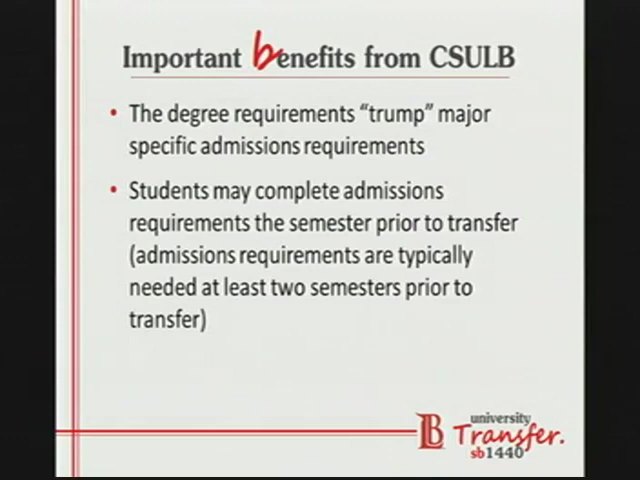 Important benefits from CSULB
• The degree requirements “trump” major
specific admissions requirements
• Students may complete admissions
requirements the semester prior to transfer
(admissions requirements are typically
needed at least two semesters prior to
transfer)
B university
Transfer.
sb1440